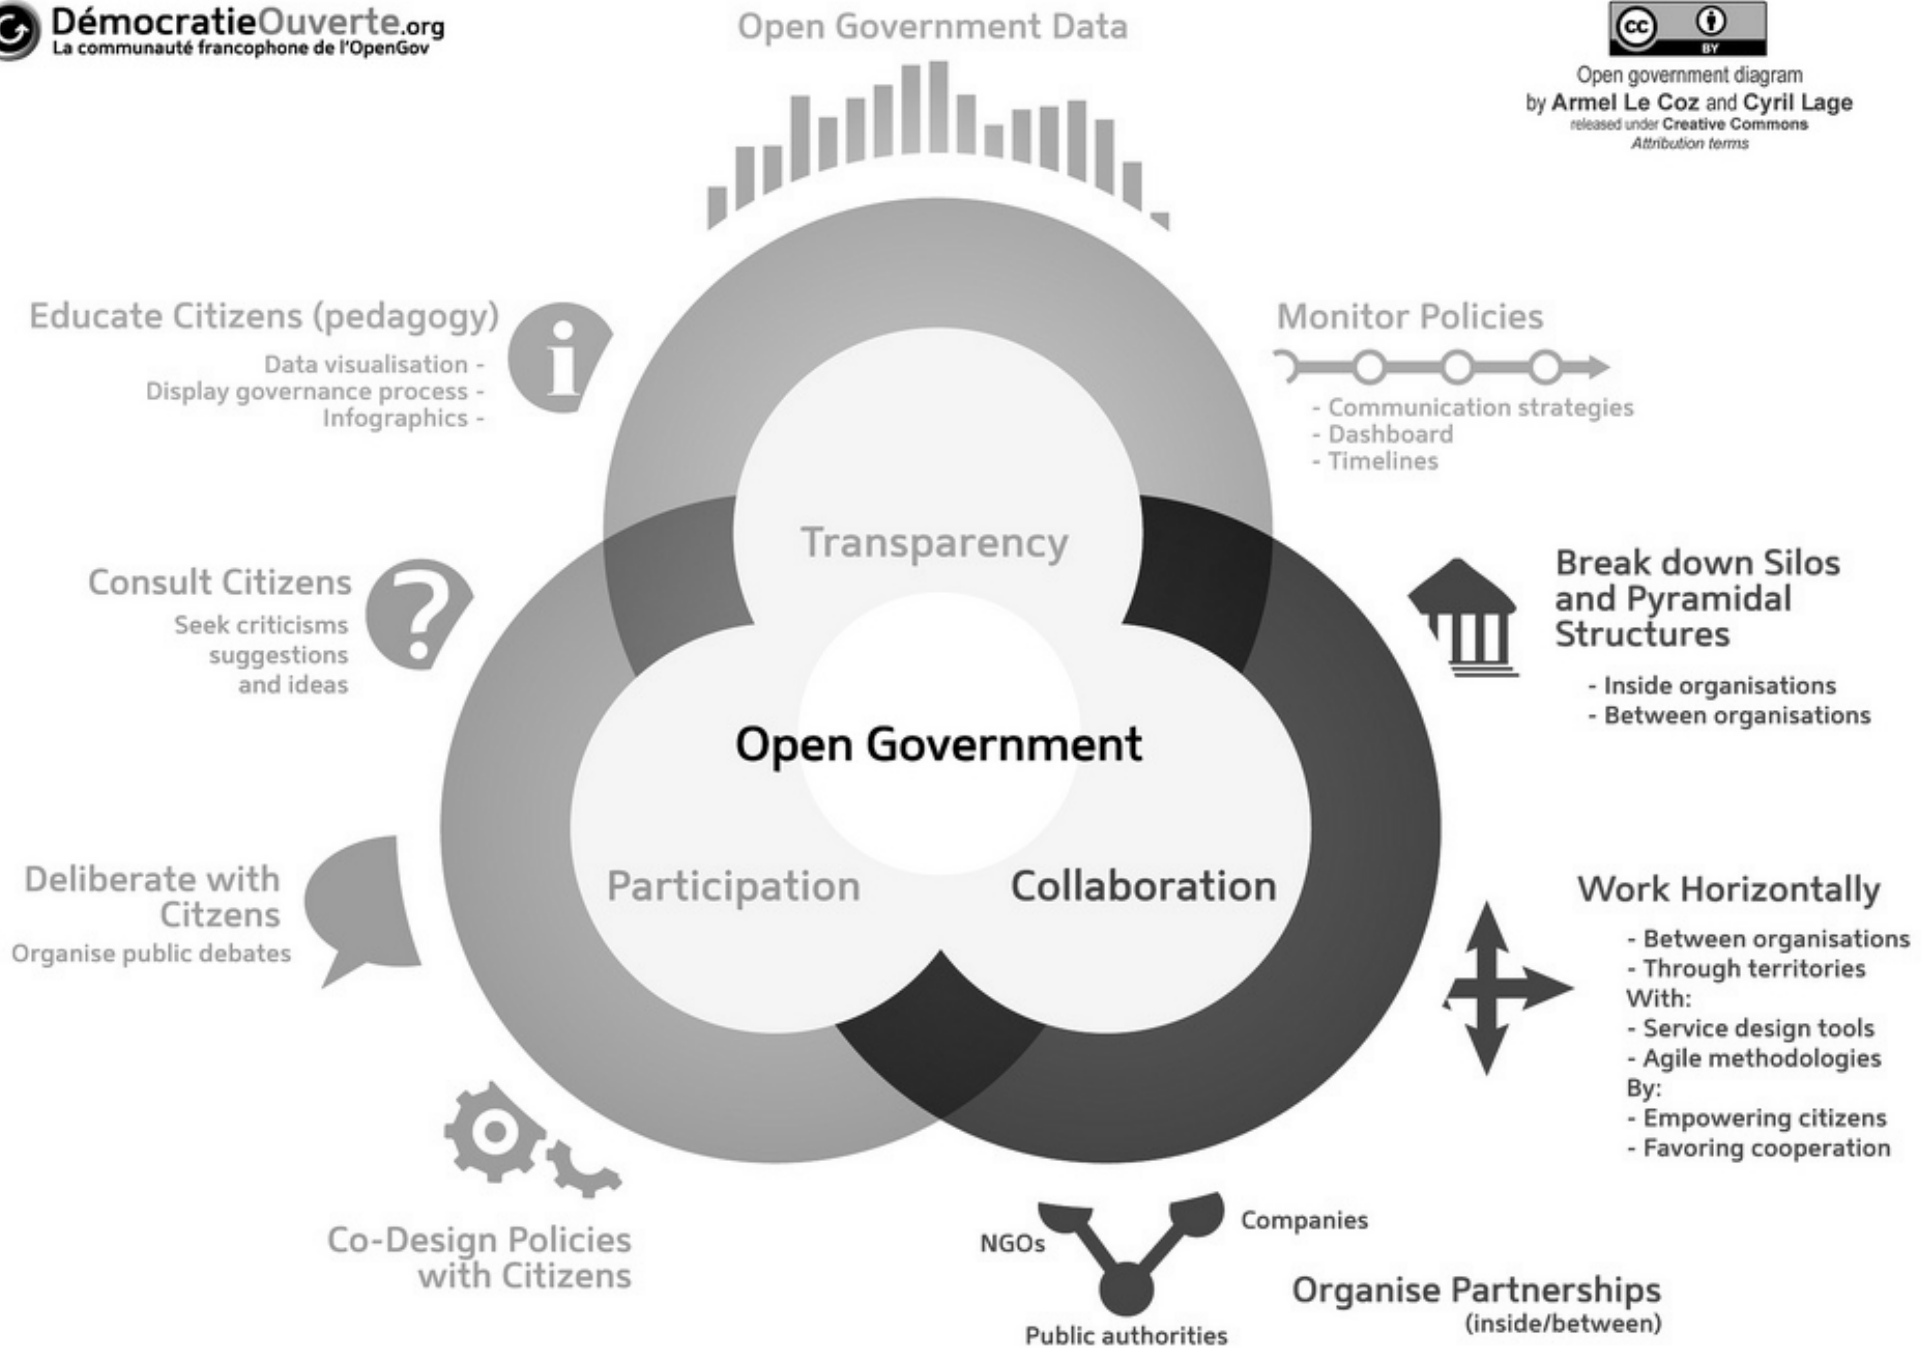 DémocratieOuverte.org
La communauté francophone de l'OpenGov
Open Government Data
cc
BY
Open government diagram
by Armel Le Coz and Cyril Lage
released under Creative Commons
Attribution terms
Educate Citizens (pedagogy)
Data visualisation -
Display governance process -
Infographics -
i
Monitor Policies
- Communication strategies
- Dashboard
- Timelines
Transparency
Consult Citizens
Seek criticisms
suggestions
and ideas
?
Break down Silos
and Pyramidal
Structures
- Inside organisations
- Between organisations
Open Government
Participation
Collaboration
Deliberate with
Citzens
Organise public debates
Work Horizontally
- Between organisations
- Through territories
With:
- Service design tools
- Agile methodologies
By:
- Empowering citizens
- Favoring cooperation
Co-Design Policies
with Citizens
NGOs
Companies
Public authorities
Organise Partnerships
(inside/between)